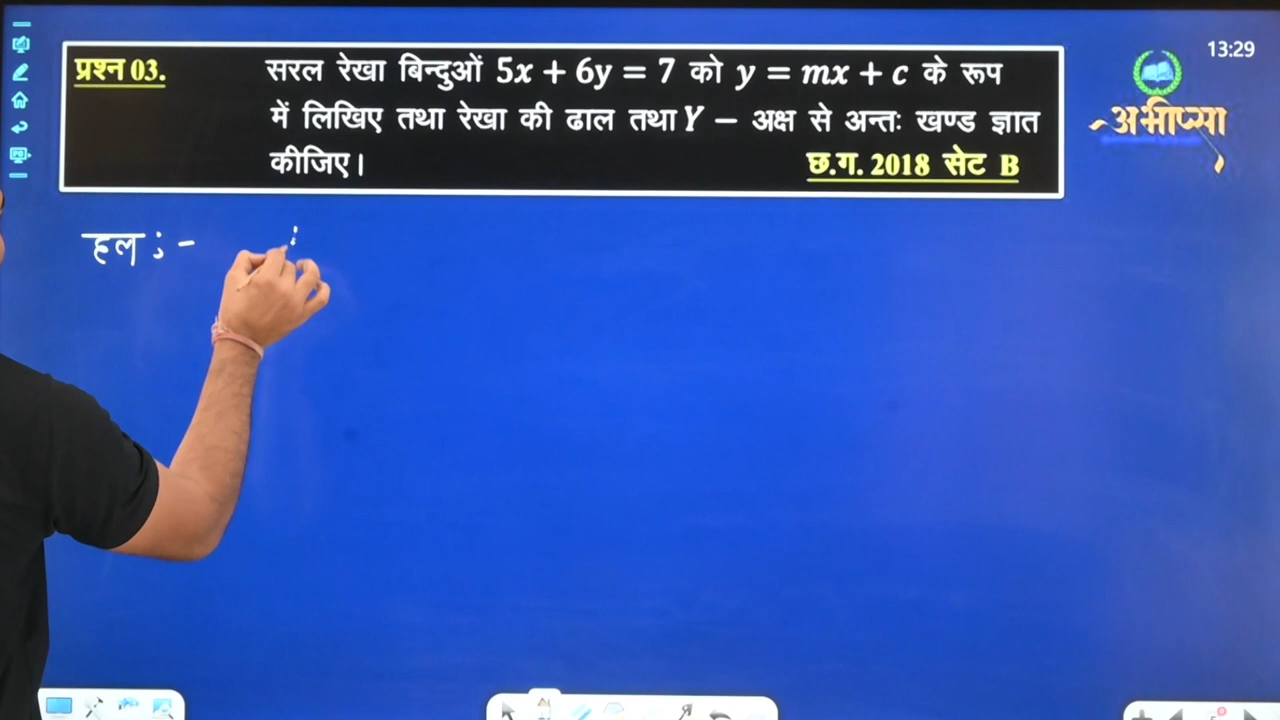 13:29
प्रश्न 03. सरल रेखा बिन्दुओं 5x + 6y = 7 को y = mx + c के रूप
में लिखिए तथा रेखा की ढाल तथा Y − अक्ष से अन्तः खण्ड ज्ञात
कीजिए। छ.ग. 2018 सेट B
अभीप्सा
हल : -